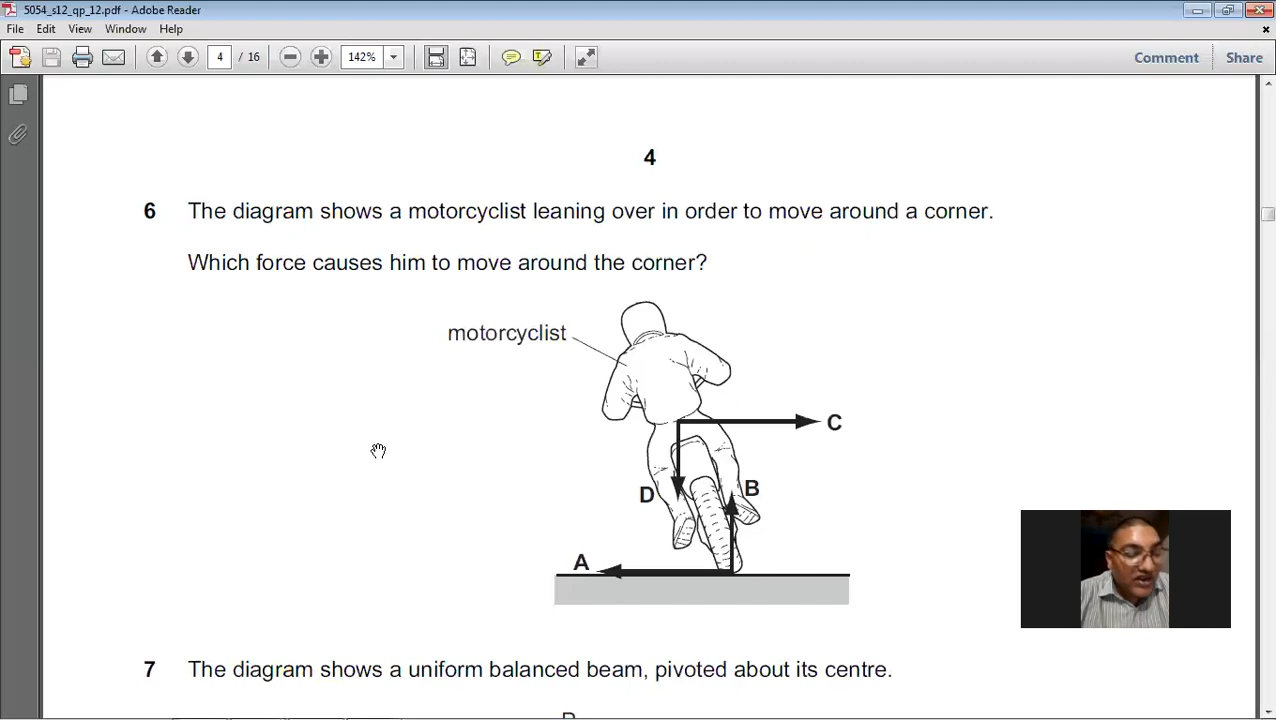 5054_s12_qp_12.pdf - Adobe Reader
File Edit View Window Help
4 / 16 142% Comment Share
4
6 The diagram shows a motorcyclist leaning over in order to move around a corner.
Which force causes him to move around the corner?
motorcyclist
C
D B
A
7 The diagram shows a uniform balanced beam, pivoted about its centre.